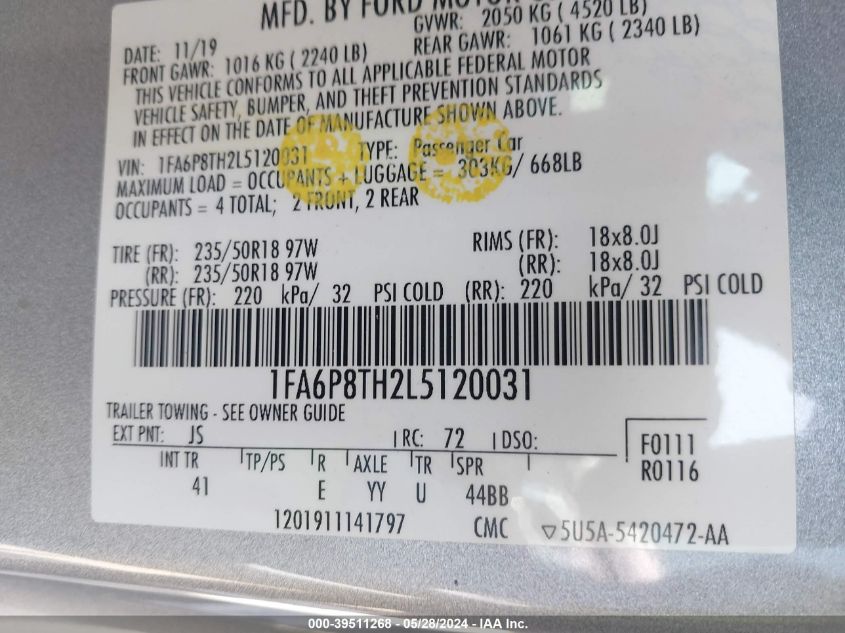 MFD. BY FORD MOTOR
DATE: 11/19 GVWR: 2050 KG ( 4520 LB)
FRONT GAWR: 1016 KG ( 2240 LB) REAR GAWR: 1061 KG ( 2340 LB)
THIS VEHICLE CONFORMS TO ALL APPLICABLE FEDERAL MOTOR
VEHICLE SAFETY, BUMPER, AND THEFT PREVENTION STANDARDS
IN EFFECT ON THE DATE OF MANUFACTURE SHOWN ABOVE.
VIN: 1FA6P8TH2L5120031 TYPE: Passenger Car
MAXIMUM LOAD = OCCUPANTS + LUGGAGE = 303KG/ 668LB
OCCUPANTS = 4 TOTAL; 2 FRONT, 2 REAR
TIRE (FR): 235/50R18 97W RIMS (FR): 18x8.0J
(RR): 235/50R18 97W (RR): 18x8.0J
PRESSURE (FR): 220 kPa/ 32 PSI COLD (RR): 220 kPa/ 32 PSI COLD
1FA6P8TH2L5120031
TRAILER TOWING - SEE OWNER GUIDE
EXT PNT: JS RC: 72 DSO: F0111
R0116
INT TR TP/PS R AXLE TR SPR
41 E YY U 44BB
1201911141797 CMC ▽5U5A-5420472-AA
000-39511268 - 05/28/2024 - IAA Inc.